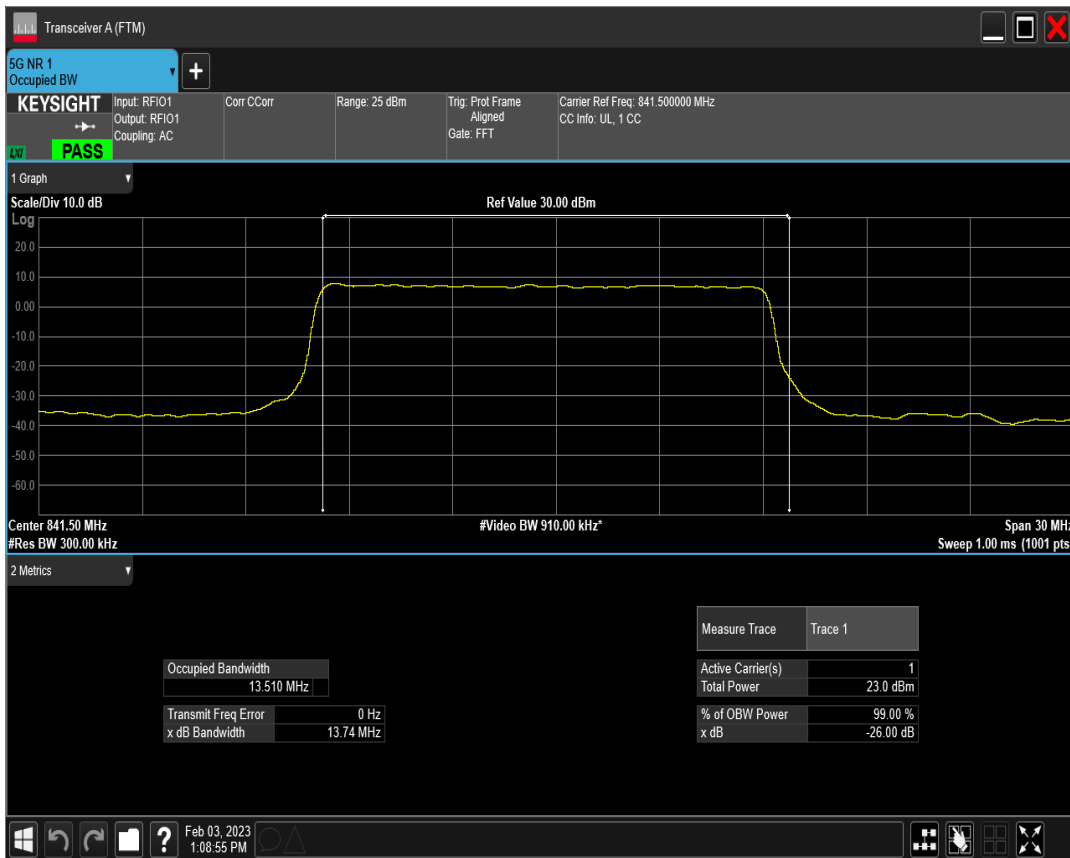 Transceiver A (FTM)
5G NR 1
Occupied BW
+
KEYSIGHT
LXI
PASS
Input: RFIO1
Output: RFIO1
Coupling: AC
Corr CCorr
Range: 25 dBm
Trig: Prot Frame
Aligned
Gate: FFT
Carrier Ref Freq: 841.500000 MHz
CC Info: UL, 1 CC
1 Graph
Scale/Div 10.0 dB
Ref Value 30.00 dBm
Log
20.0
10.0
0.00
-10.0
-20.0
-30.0
-40.0
-50.0
-60.0
Center 841.50 MHz
#Video BW 910.00 kHz*
Span 30 MHz
#Res BW 300.00 kHz
Sweep 1.00 ms (1001 pts
2 Metrics
Measure Trace Trace 1
Occupied Bandwidth
13.510 MHz
Active Carrier(s) 1
Total Power 23.0 dBm
Transmit Freq Error 0 Hz
x dB Bandwidth 13.74 MHz
% of OBW Power 99.00 %
x dB -26.00 dB
?
Feb 03, 2023
1:08:55 PM